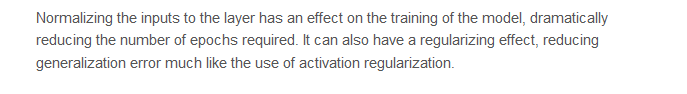 Normalizing the inputs to the layer has an effect on the training of the model, dramatically
reducing the number of epochs required. It can also have a regularizing effect, reducing
generalization error much like the use of activation regularization.